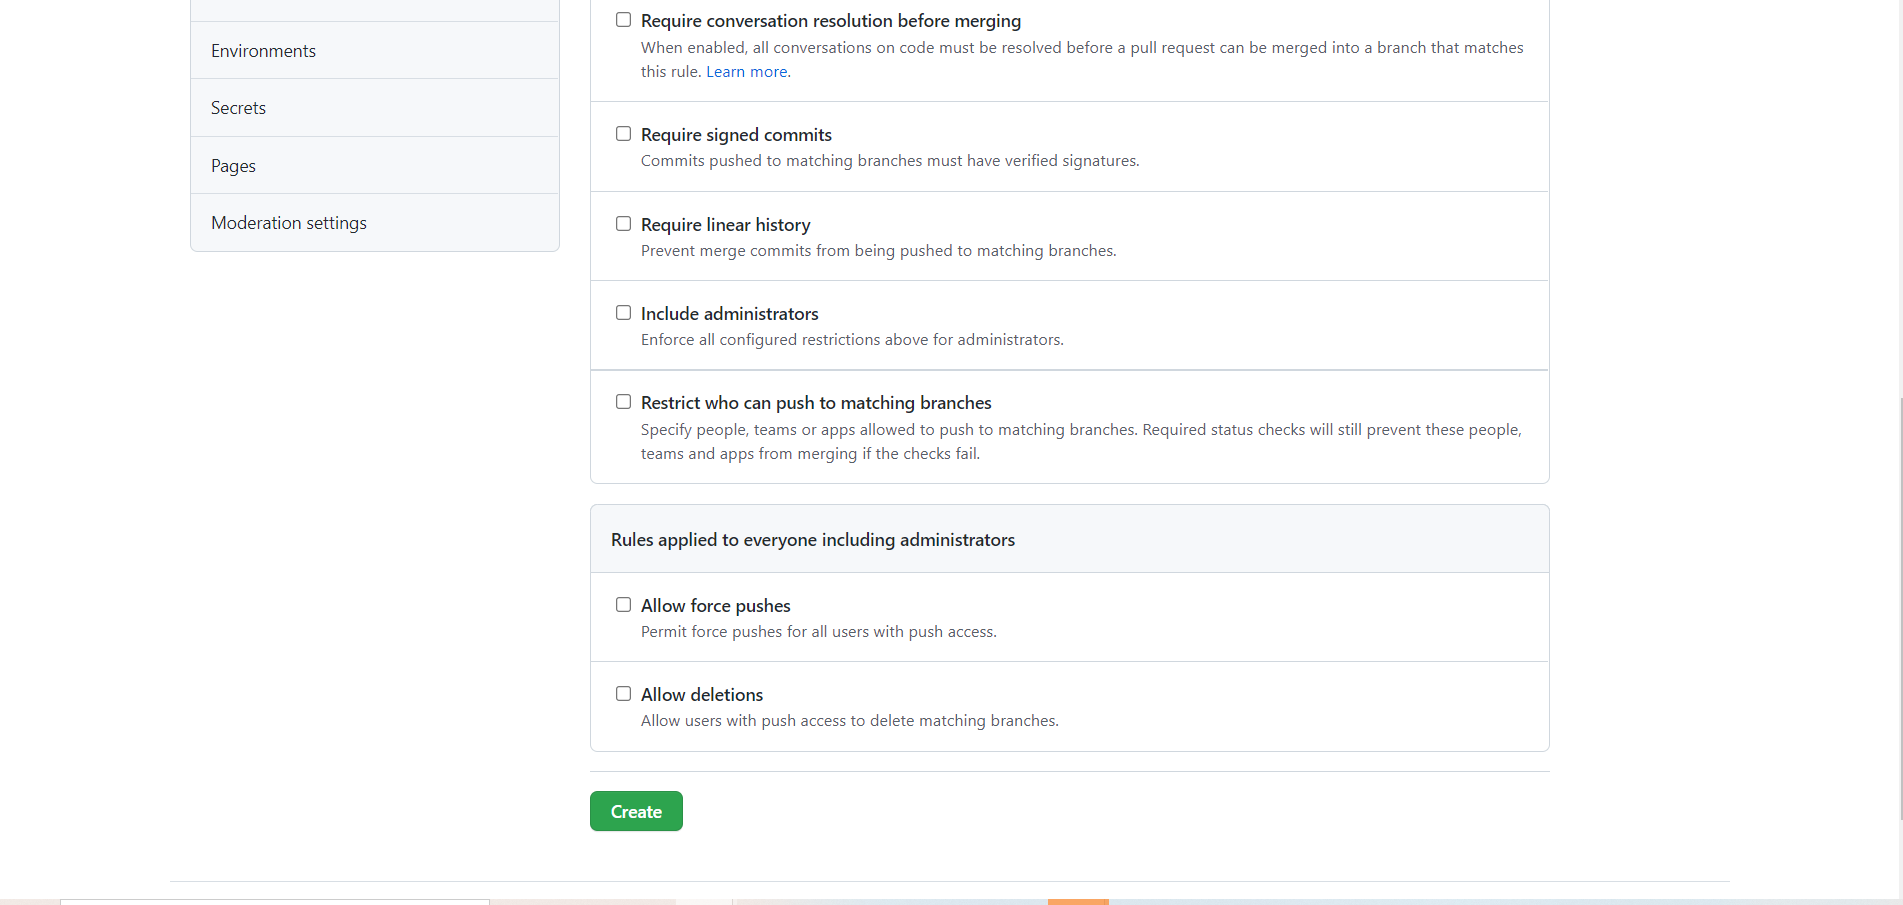 Environments
Secrets
Pages
Moderation settings
Require conversation resolution before merging
When enabled, all conversations on code must be resolved before a pull request can be merged into a branch that matches
this rule. Learn more.
Require signed commits
Commits pushed to matching branches must have verified signatures.
Require linear history
Prevent merge commits from being pushed to matching branches.
Include administrators
Enforce all configured restrictions above for administrators.
Restrict who can push to matching branches
Specify people, teams or apps allowed to push to matching branches. Required status checks will still prevent these people,
teams and apps from merging if the checks fail.
Rules applied to everyone including administrators
Allow force pushes
Permit force pushes for all users with push access.
Allow deletions
Allow users with push access to delete matching branches.
Create